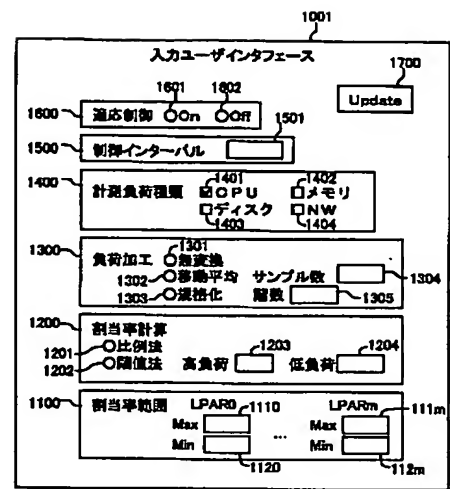 1001
入力ユーザインタフェース
1700
Update
1601 1602
1600 適応制御 On Off
1501
1500 制御インターバル
1401 1402
1400 計測負荷種類 CPU メモリ
ディスク NW
1403 1404
1301
1300 負荷加工 無変換
1302 移動平均 サンプル数 1304
1303 規格化 階数 1305
1200 割当率計算
1203 1204
1201 比例法
1202 閾値法 高負荷 低負荷
1100 割当率範囲 LPAR0 1110 LPARm 111m
Max Max
Min ... Min
1120 112m